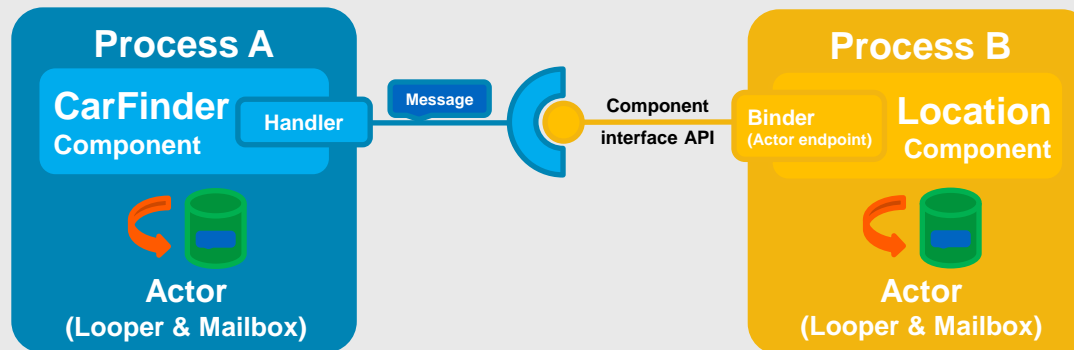 Process A
CarFinder
Component
Handler
Actor
(Looper & Mailbox)
Message
Component
interface API
Process B
Binder
(Actor endpoint)
Location
Component
Actor
(Looper & Mailbox)